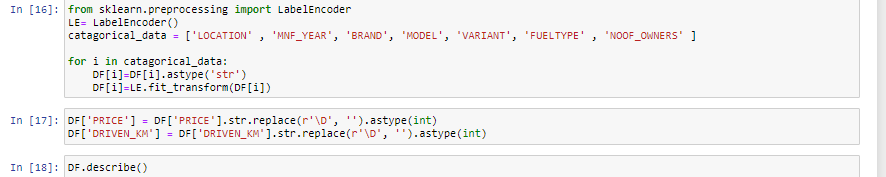 In [16]: from sklearn.preprocessing import LabelEncoder
LE= LabelEncoder()
catagorical_data = ['LOCATION' , 'MNF_YEAR', 'BRAND', 'MODEL', 'VARIANT', 'FUELTYPE' , 'NOOF_OWNERS' ]
for i in catagorical_data:
DF[i]=DF[i].astype('str')
DF[i]=LE.fit_transform(DF[i])
In [17]: DF['PRICE'] = DF['PRICE'].str.replace(r'\D', '').astype(int)
DF['DRIVEN_KM'] = DF['DRIVEN_KM'].str.replace(r'\D', '').astype(int)
In [18]: DF.describe()